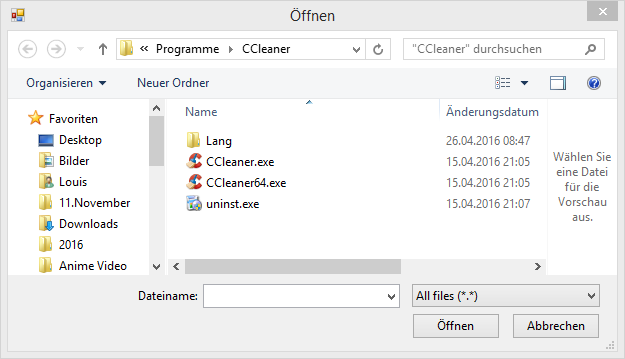 Öffnen
« Programme CCleaner "CCleaner" durchsuchen
Organisieren Neuer Ordner
Name Änderungsdatum
Favoriten
Desktop
Bilder
Louis
11.November
Downloads
2016
Anime Video
Lang 26.04.2016 08:47
CCleaner.exe 15.04.2016 21:05
CCleaner64.exe 15.04.2016 21:05
uninst.exe 15.04.2016 21:07
Wählen Sie
eine Datei
für die
Vorschau
aus.
Dateiname: All files (*.*)
Öffnen Abbrechen